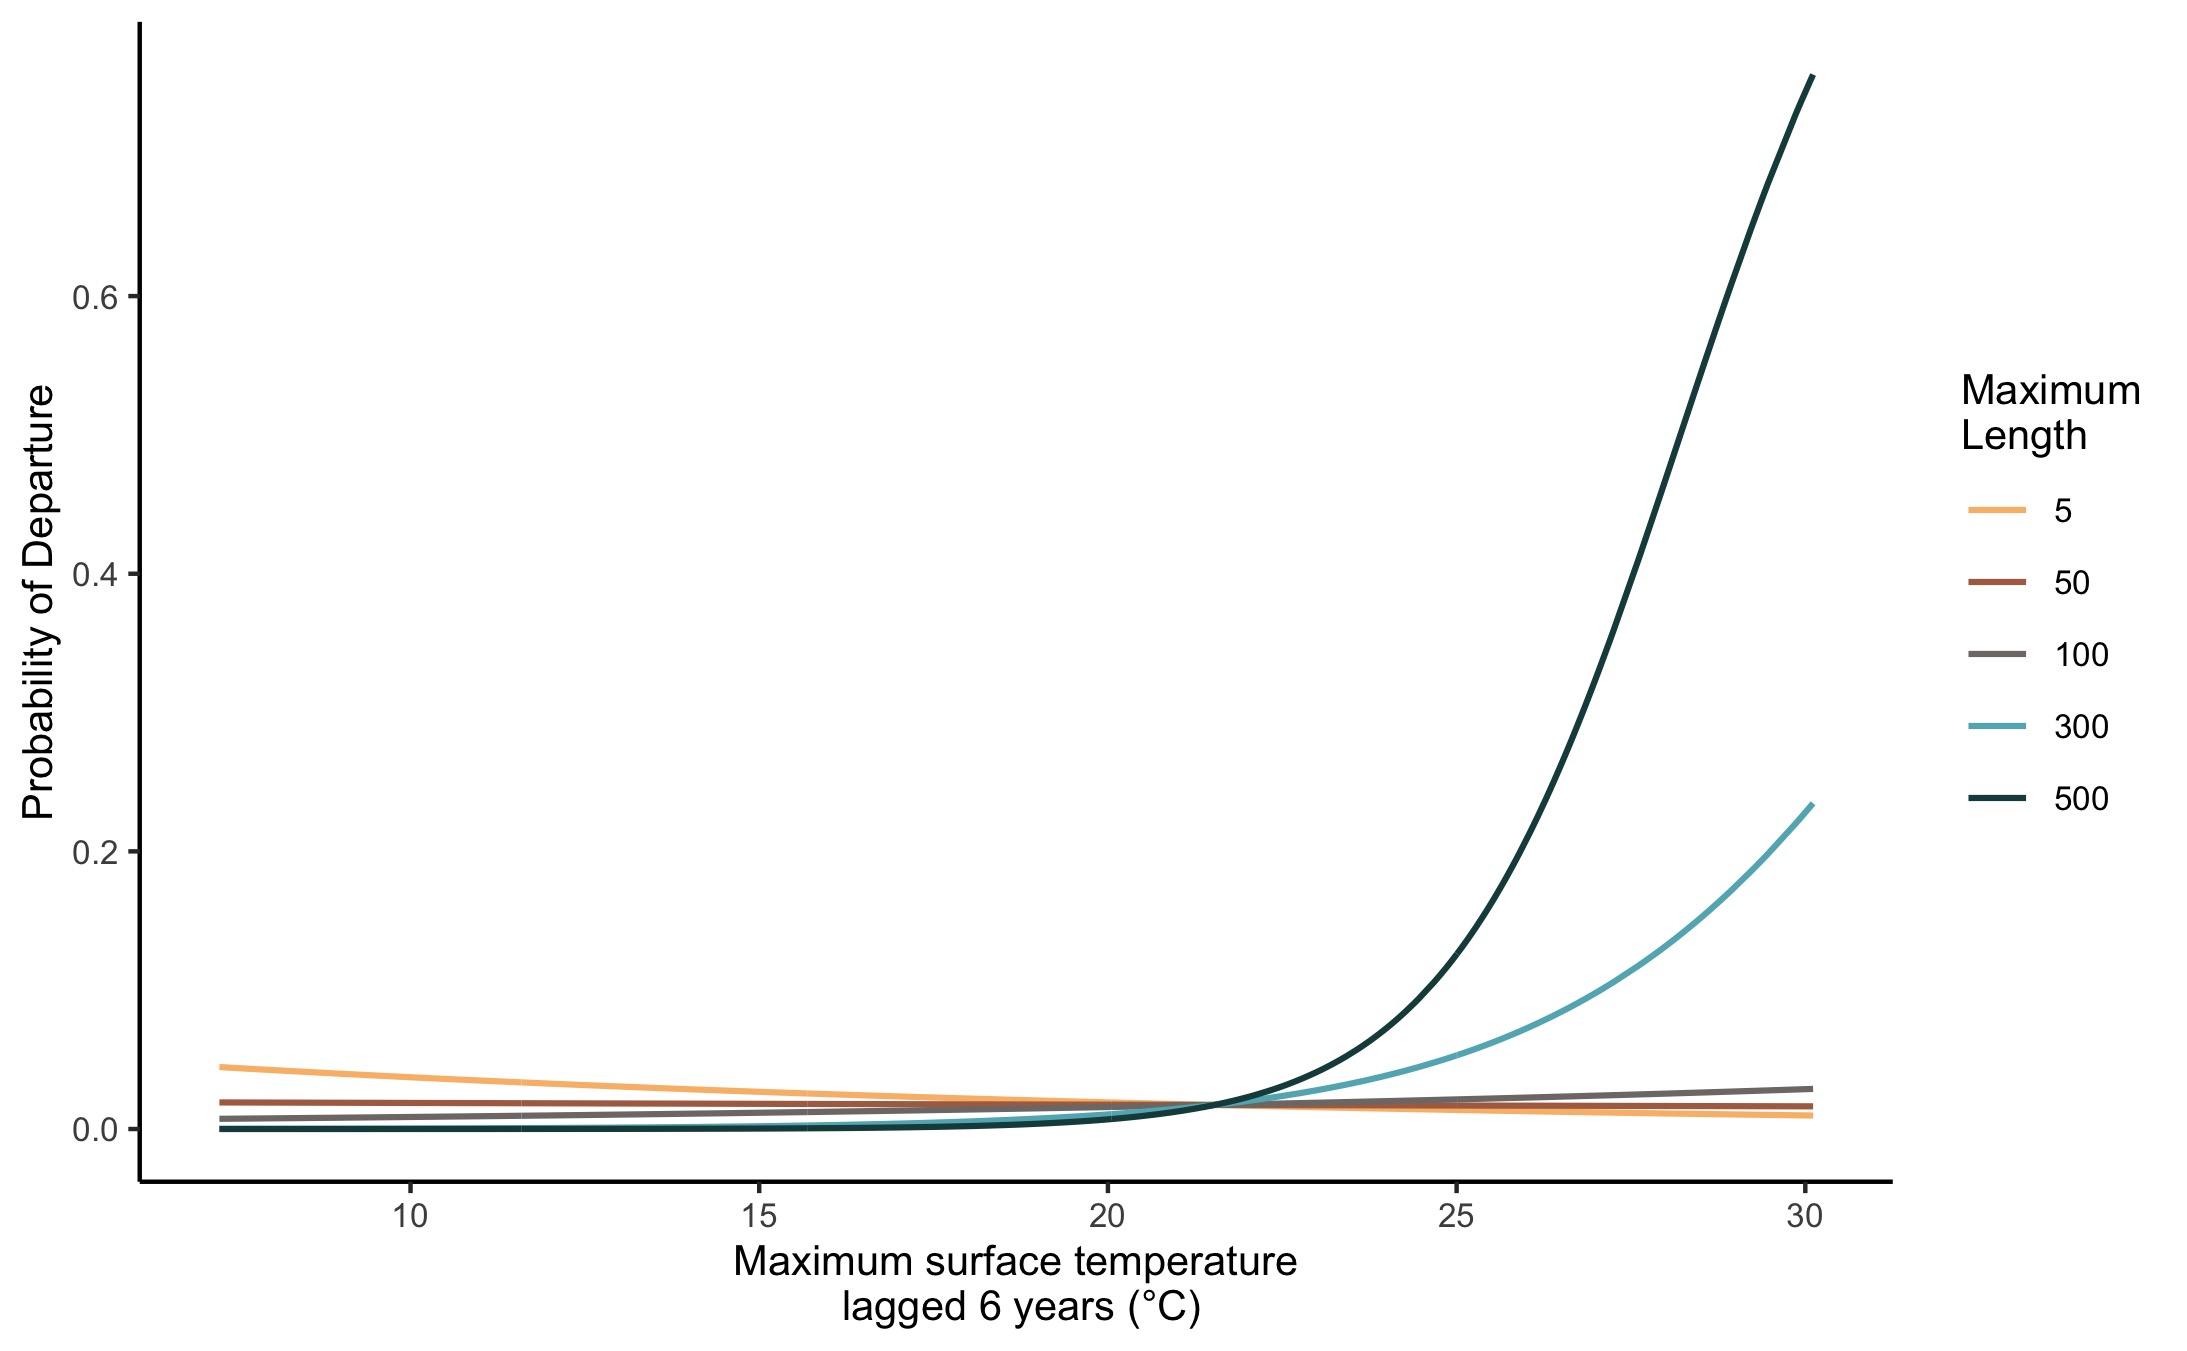 Probability of Departure
0.6
0.4
0.2
0.0
10 15 20 25 30
Maximum surface temperature
lagged 6 years (°C)
Maximum
Length
5
50
100
300
500